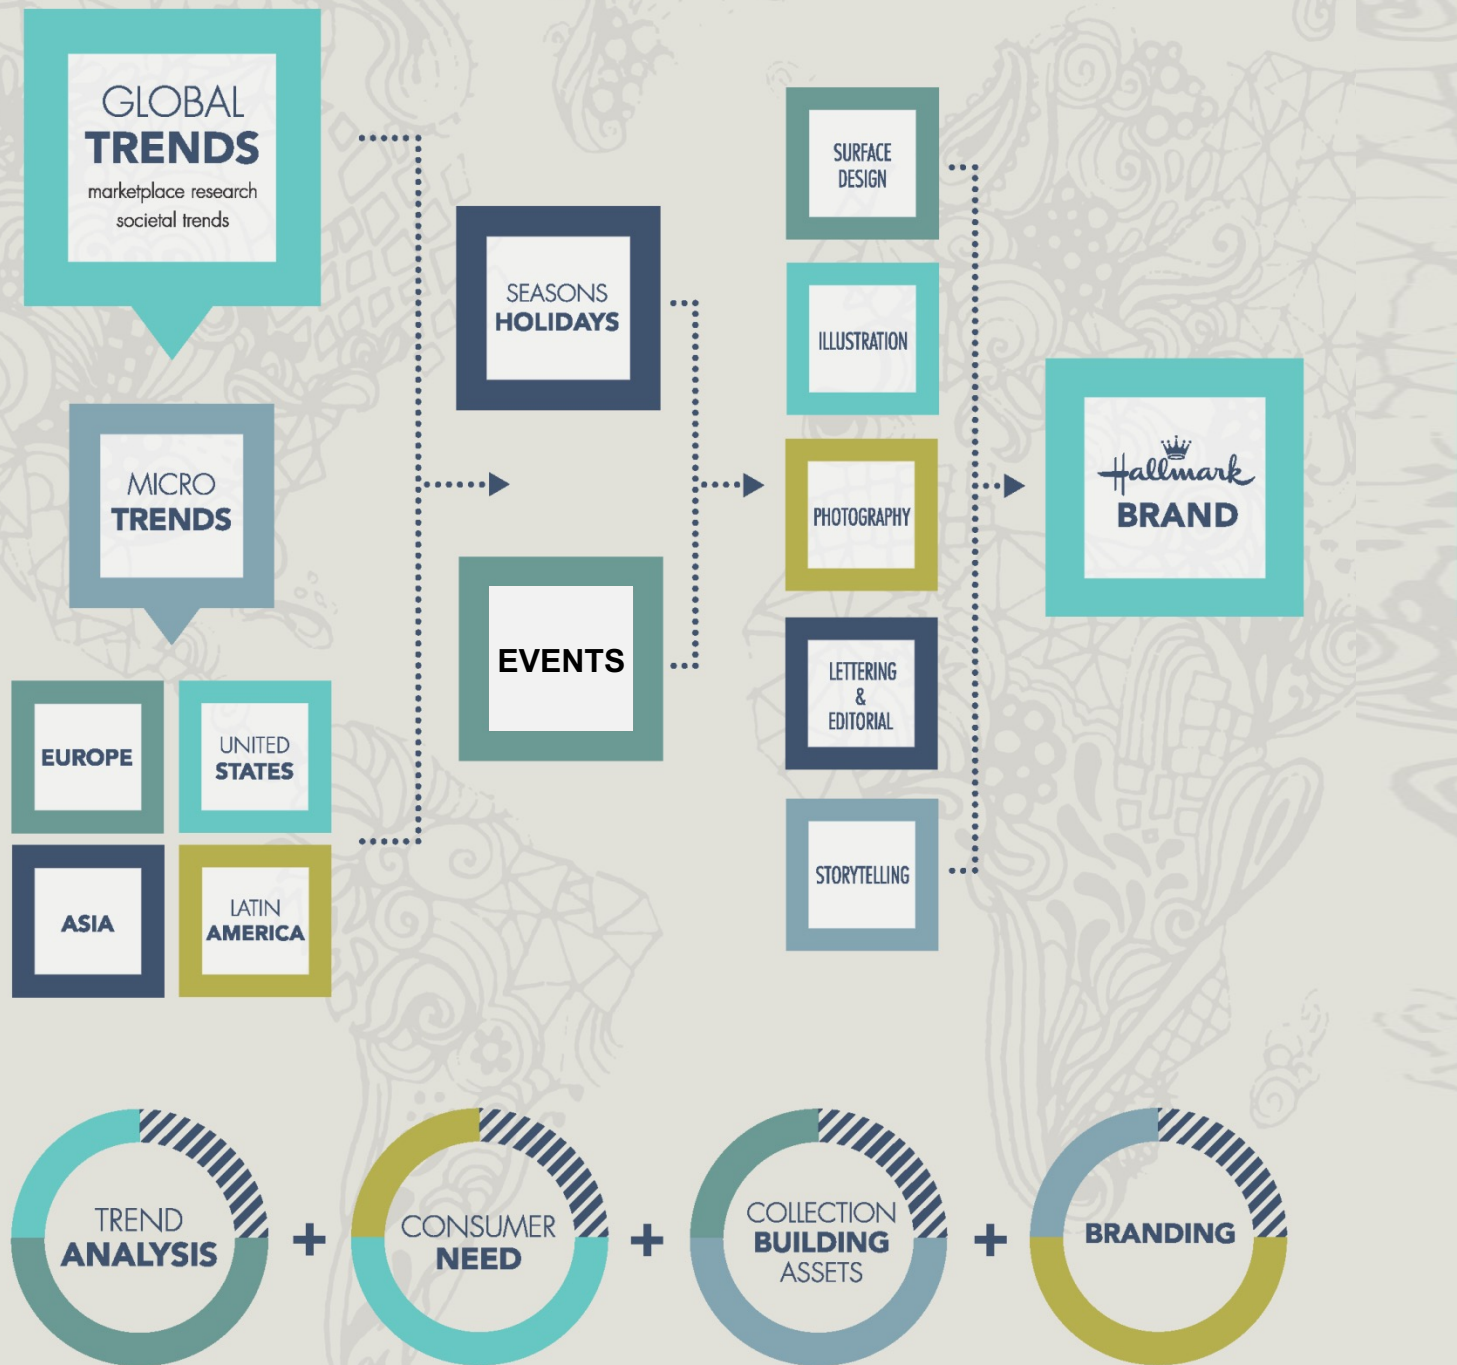 GLOBAL
TRENDS
marketplace research
societal trends
MICRO
TRENDS
EUROPE
UNITED
STATES
ASIA
LATIN
AMERICA
SEASONS
HOLIDAYS
EVENTS
SURFACE
DESIGN
ILLUSTRATION
PHOTOGRAPHY
LETTERING
&
EDITORIAL
STORYTELLING
Hallmark
BRAND
TREND
ANALYSIS
+
CONSUMER
NEED
+
COLLECTION
BUILDING
ASSETS
+
BRANDING